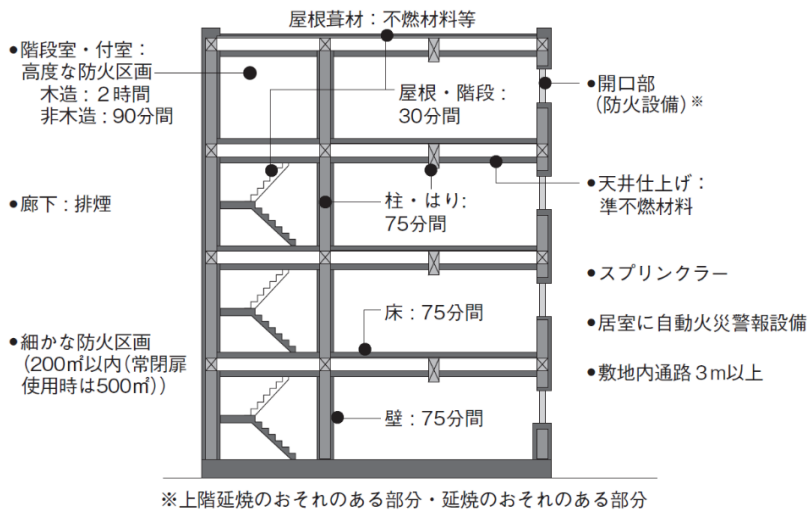 屋根葺材：不燃材料等
●階段室・付室：
高度な防火区画
木造：２時間
非木造：90分間
屋根・階段：
30分間
●開口部
（防火設備）※
●廊下：排煙
柱・はり：
75分間
●天井仕上げ：
準不燃材料
●スプリンクラー
床：75分間
●居室に自動火災警報設備
●細かな防火区画
（200㎡以内（常閉扉
使用時は500㎡））
●敷地内通路３m以上
壁：75分間
※上階延焼のおそれのある部分・延焼のおそれのある部分